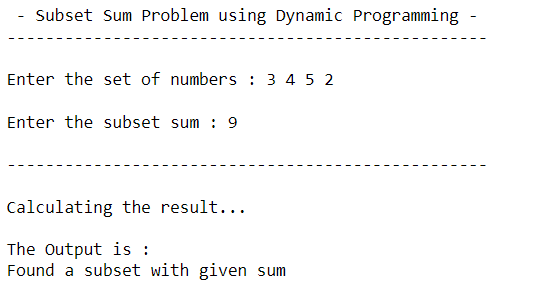 - Subset Sum Problem using Dynamic Programming -
--------------------------------------------------
Enter the set of numbers : 3 4 5 2
Enter the subset sum : 9
--------------------------------------------------
Calculating the result...
The Output is :
Found a subset with given sum